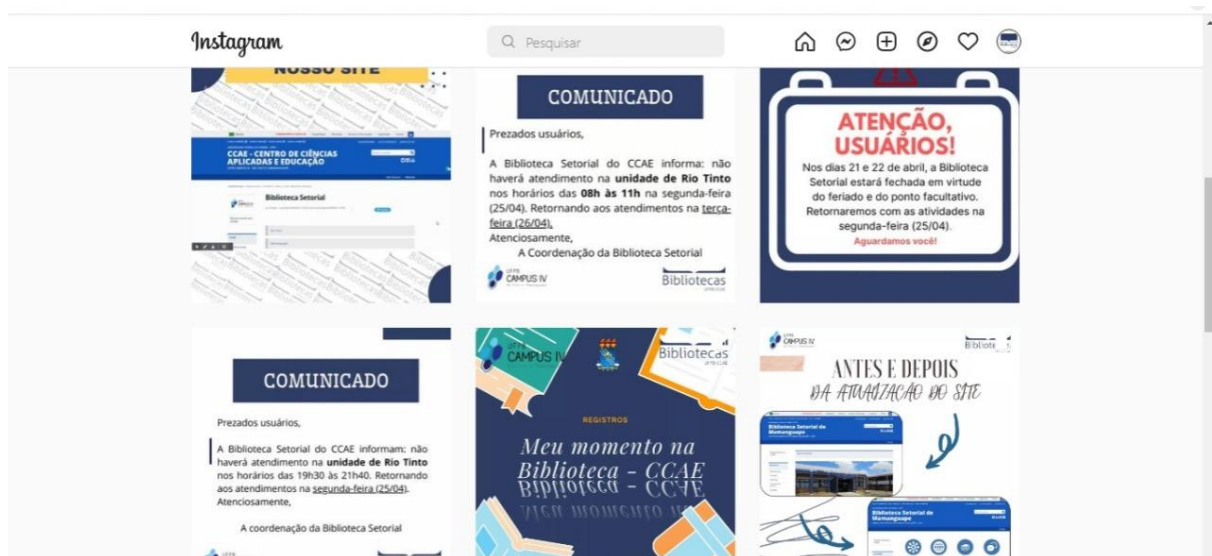 Instagram
Pesquisar
NOSSO SITE
CCAE - CENTRO DE CIÊNCIAS
APLICADAS E EDUCAÇÃO
Biblioteca Setorial
COMUNICADO
Prezados usuários,
A Biblioteca Setorial do CCAE informa: não
haverá atendimento na unidade de Rio Tinto
nos horários das 08h às 11h na segunda-feira
(25/04). Retornando aos atendimentos na terça-
feira (26/04).
Atenciosamente,
A Coordenação da Biblioteca Setorial
UFPB
CAMPUS IV
Bibliotecas
ATENÇÃO,
USUÁRIOS!
Nos dias 21 e 22 de abril, a Biblioteca
Setorial estará fechada em virtude
do feriado e do ponto facultativo.
Retornaremos com as atividades na
segunda-feira (25/04).
Aguardamos você!
COMUNICADO
Prezados usuários,
A Biblioteca Setorial do CCAE informam: não
haverá atendimento na unidade de Rio Tinto
nos horários das 19h30 às 21h40. Retornando
aos atendimentos na segunda-feira (25/04).
Atenciosamente,
A coordenação da Biblioteca Setorial
UFPB
CAMPUS IV
Bibliotecas
UFPB-CCAE
REGISTROS
Meu momento na
Biblioteca - CCAE
UFPB
CAMPUS IV
ANTES E DEPOIS
DA ATUALIZAÇÃO DO SITE
Biblioteca Setorial de
Mamanguape
Biblioteca Setorial de
Mamanguape